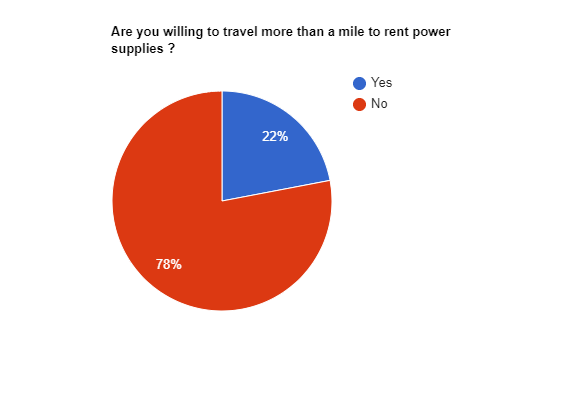 Are you willing to travel more than a mile to rent power
supplies ?
Yes
No
22%
78%